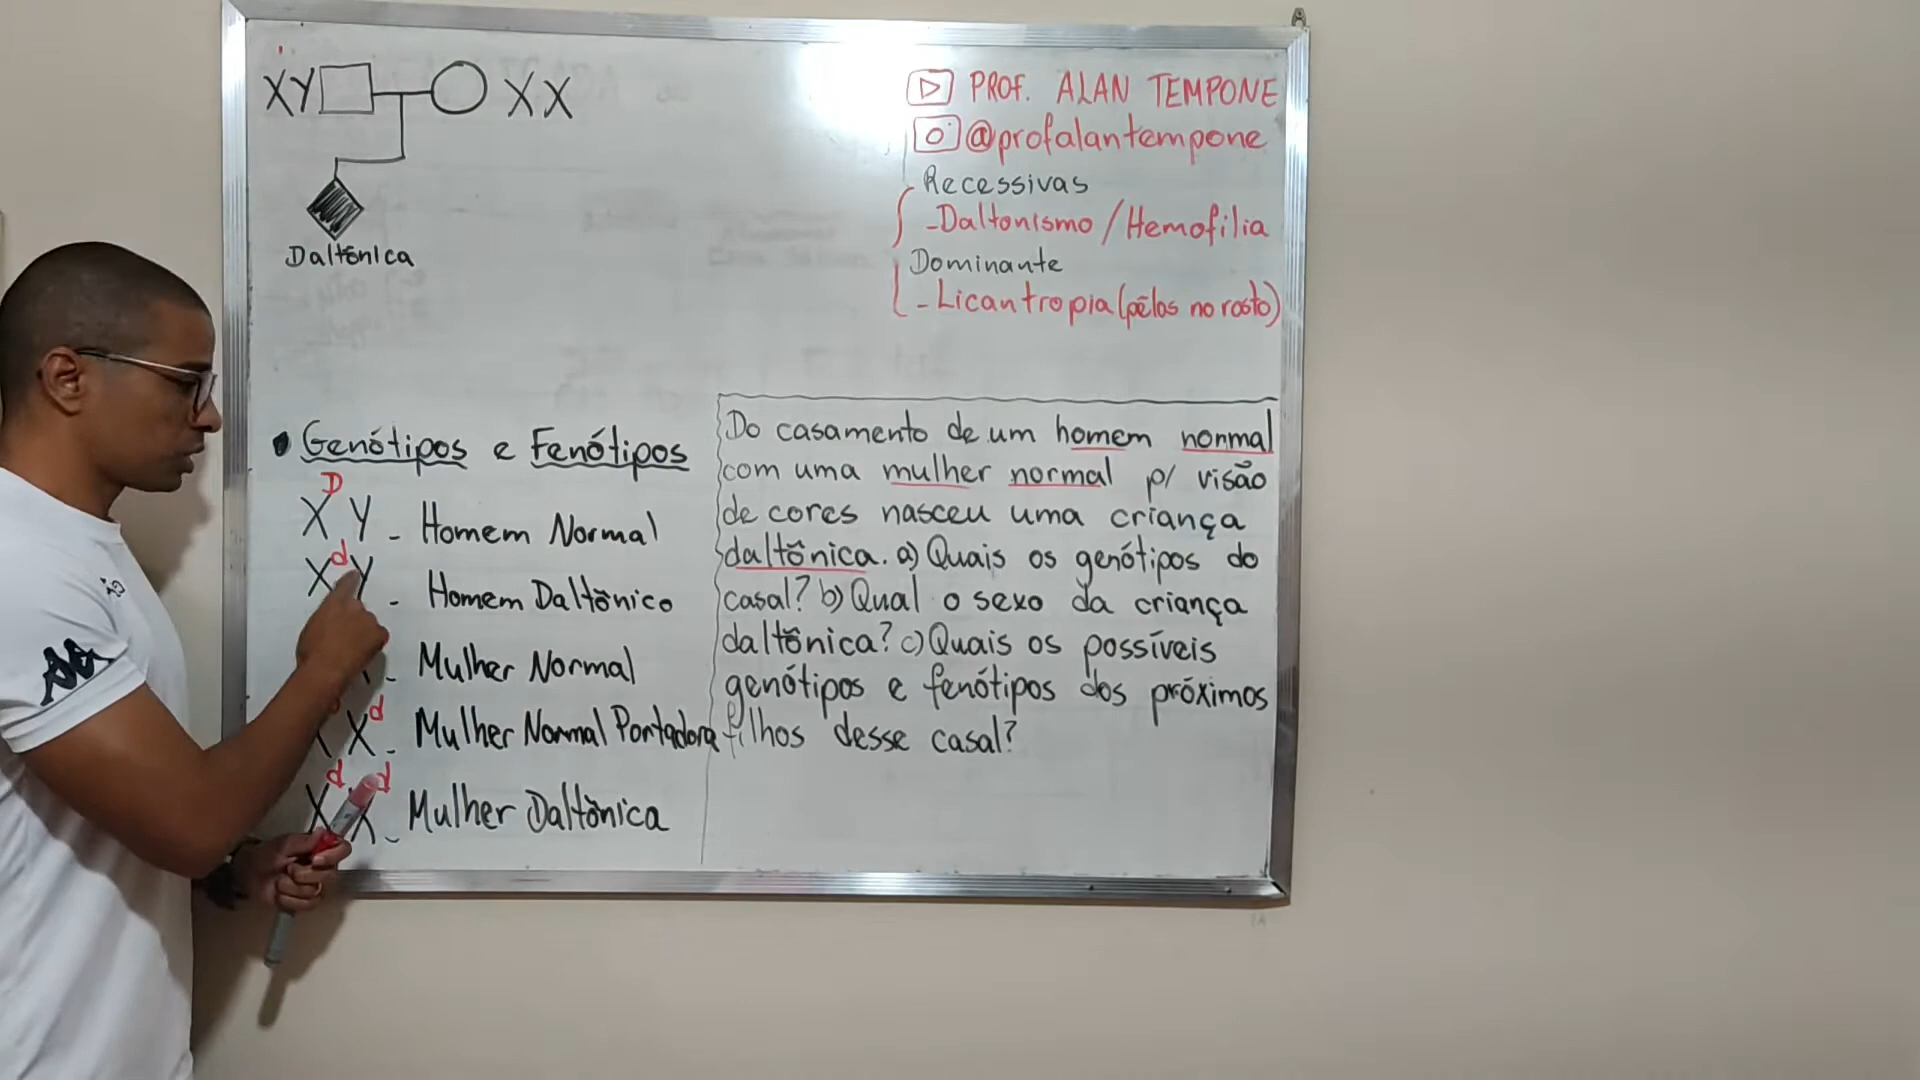 XY XX
Daltônica
PROF. ALAN TEMPONE
@profalantempone
Recessivas
- Daltonismo / Hemofilia
Dominante
- Licantropia (pêlos no rosto)
• Genótipos e Fenótipos
X^D Y - Homem Normal
X^d Y - Homem Daltônico
- Mulher Normal
X X^d - Mulher Normal Portadora
X^d X^d - Mulher Daltônica
Do casamento de um homem normal
com uma mulher normal p/ visão
de cores nasceu uma criança
daltônica. a) Quais os genótipos do
casal? b) Qual o sexo da criança
daltônica? c) Quais os possíveis
genótipos e fenótipos dos próximos
filhos desse casal?